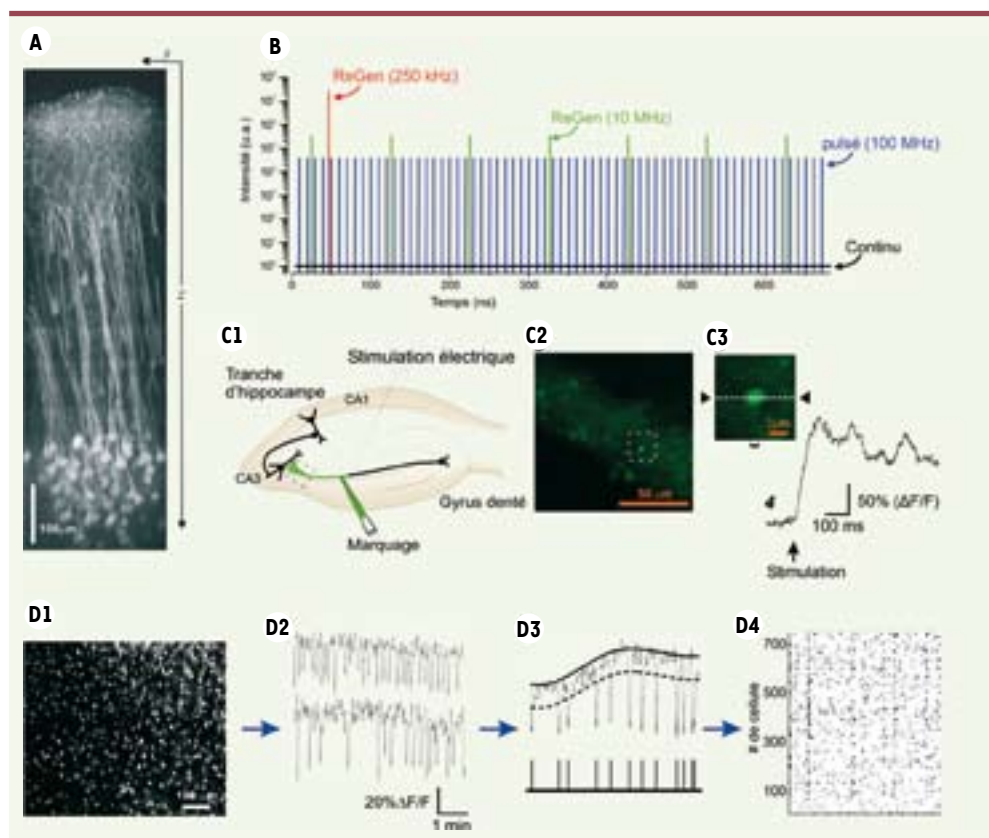 A
B
ReGen (250 kHz)
ReGen (10 MHz)
pulsé (100 MHz)
Continu
Intensité (u.a.)
0 100 200 300 400 500 600
Temps (ns)
C1
Stimulation électrique
Tranche
d'hippocampe
CA1
CA3
Gyrus denté
Marquage
C2
50 µm
C3
50% (ΔF/F)
100 ms
Stimulation
D1
D2
20% ΔF/F
1 min
D3
D4
# de cellule
700
500
300
100